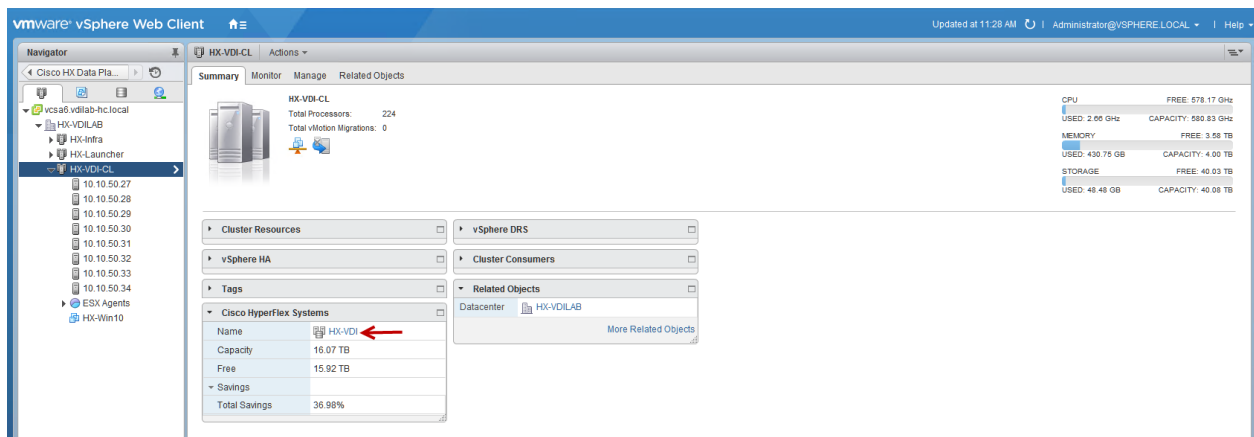 vmware® vSphere Web Client
Updated at 11:28 AM | Administrator@VSPHERE.LOCAL | Help
Navigator
Cisco HX Data Pla...
vcsa6.vdilab-hc.local
HX-VDILAB
HX-Infra
HX-Launcher
HX-VDI-CL
10.10.50.27
10.10.50.28
10.10.50.29
10.10.50.30
10.10.50.31
10.10.50.32
10.10.50.33
10.10.50.34
ESX Agents
HX-Win10
HX-VDI-CL Actions
Summary Monitor Manage Related Objects
HX-VDI-CL
Total Processors: 224
Total vMotion Migrations: 0
CPU FREE: 578.17 GHz
USED: 2.66 GHz CAPACITY: 580.83 GHz
MEMORY FREE: 3.58 TB
USED: 430.75 GB CAPACITY: 4.00 TB
STORAGE FREE: 40.03 TB
USED: 48.48 GB CAPACITY: 40.08 TB
Cluster Resources
vSphere HA
Tags
Cisco HyperFlex Systems
Name HX-VDI
Capacity 16.07 TB
Free 15.92 TB
Savings
Total Savings 36.98%
vSphere DRS
Cluster Consumers
Related Objects
Datacenter HX-VDILAB
More Related Objects